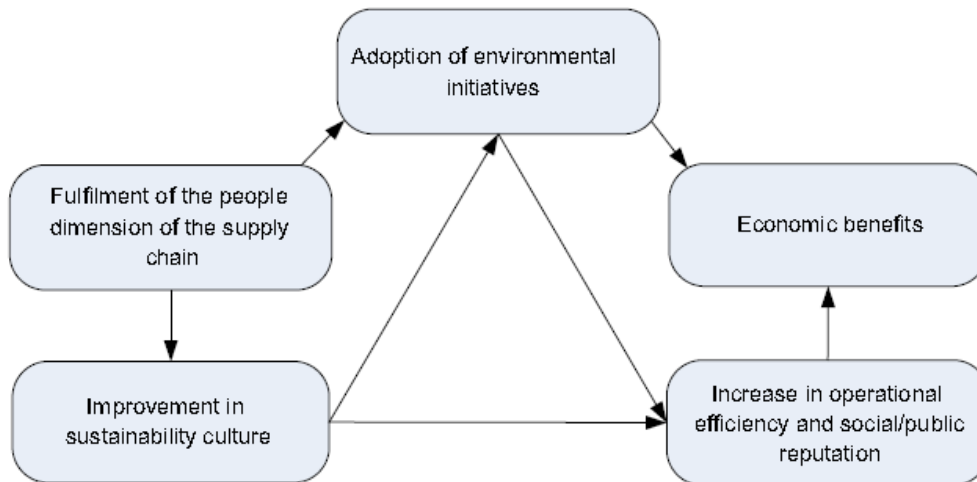 Adoption of environmental
initiatives
Fulfilment of the people
dimension of the supply
chain
Economic benefits
Improvement in
sustainability culture
Increase in operational
efficiency and social/public
reputation